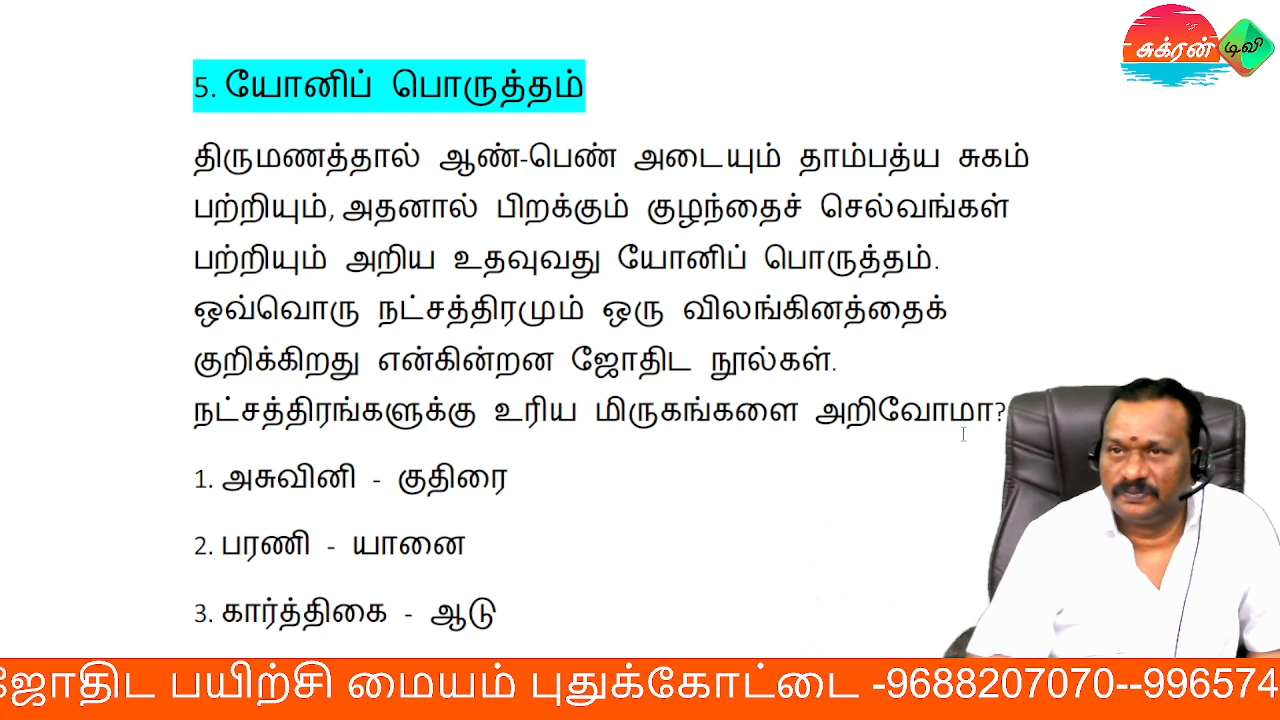 சுக்ரன் டிவி
5. யோனிப் பொருத்தம்
திருமணத்தால் ஆண்-பெண் அடையும் தாம்பத்ய சுகம்
பற்றியும், அதனால் பிறக்கும் குழந்தைச் செல்வங்கள்
பற்றியும் அறிய உதவுவது யோனிப் பொருத்தம்.
ஒவ்வொரு நட்சத்திரமும் ஒரு விலங்கினத்தைக்
குறிக்கிறது என்கின்றன ஜோதிட நூல்கள்.
நட்சத்திரங்களுக்கு உரிய மிருகங்களை அறிவோமா?
1. அசுவினி - குதிரை
2. பரணி - யானை
3. கார்த்திகை - ஆடு
ஜோதிட பயிற்சி மையம் புதுக்கோட்டை -9688207070--996574